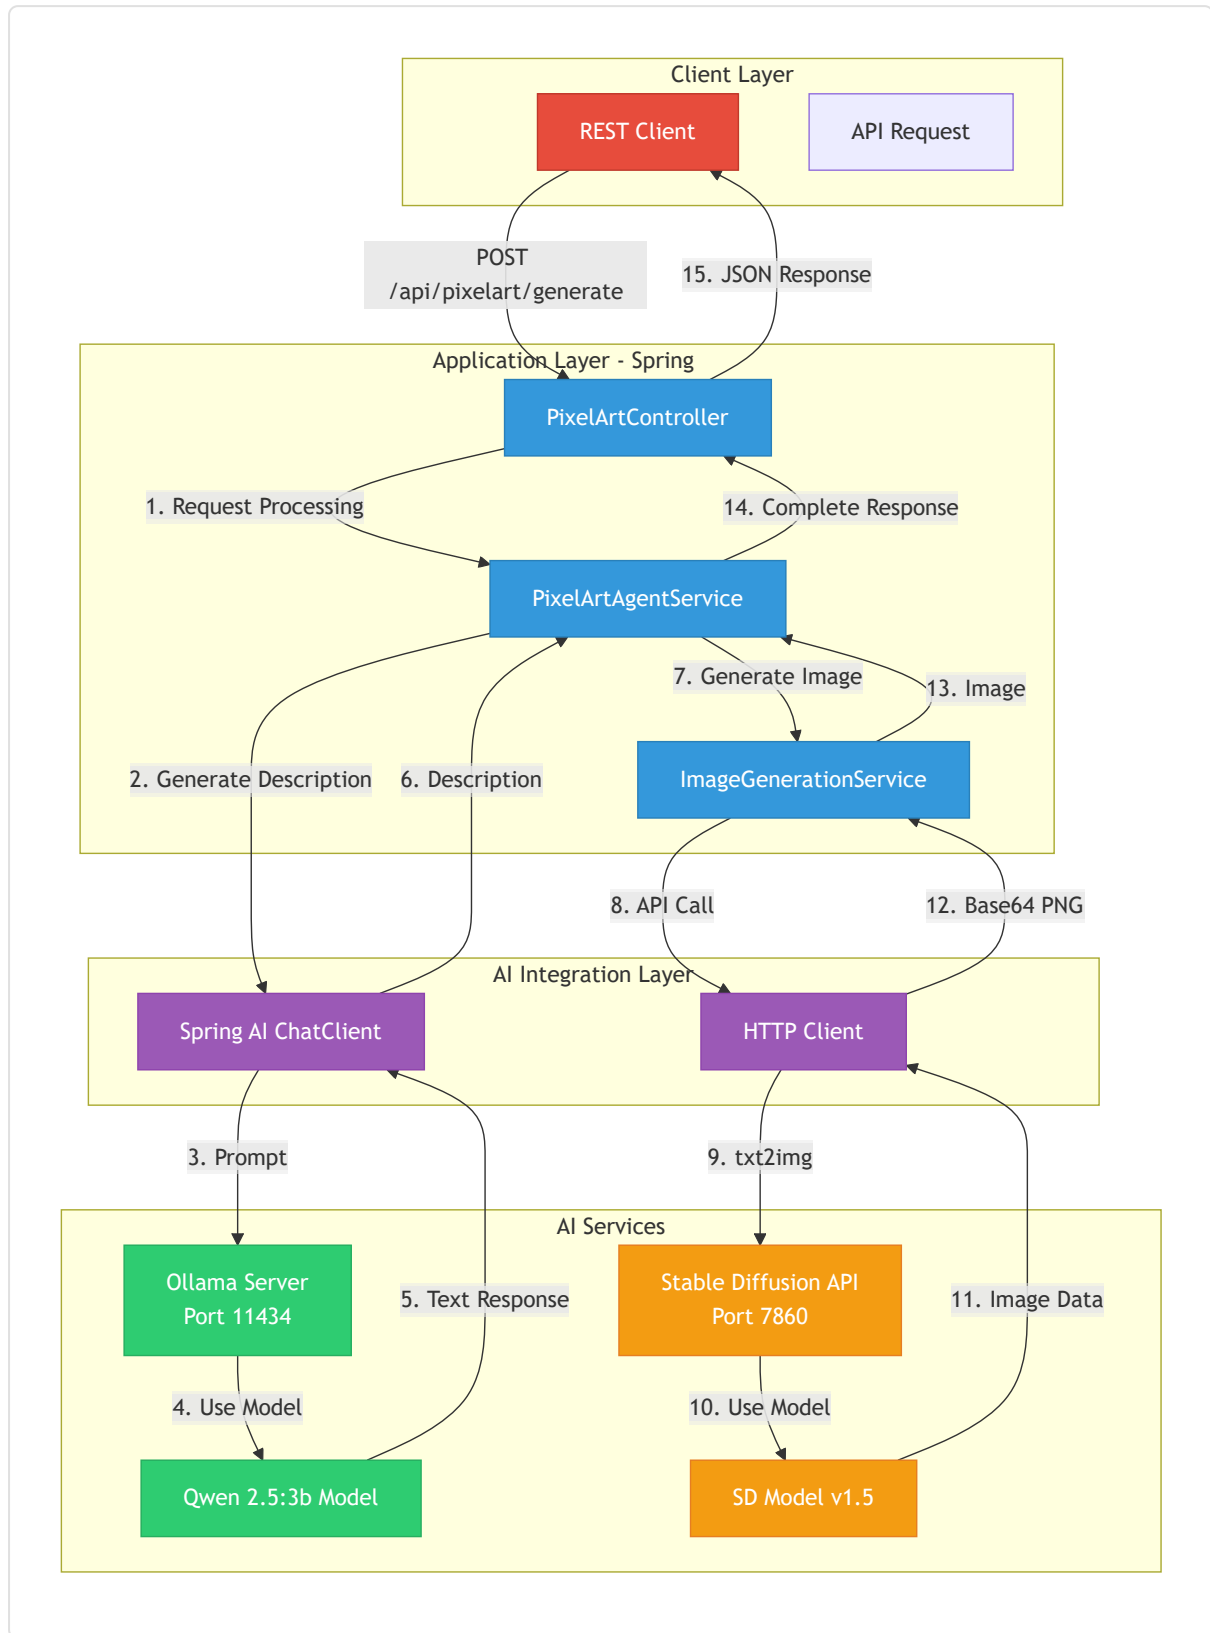 Client Layer
REST Client
API Request
POST
/api/pixelart/generate
15. JSON Response
Application Layer - Spring
PixelArtController
1. Request Processing
14. Complete Response
PixelArtAgentService
7. Generate Image
13. Image
2. Generate Description
6. Description
ImageGenerationService
8. API Call
12. Base64 PNG
AI Integration Layer
Spring AI ChatClient
HTTP Client
3. Prompt
9. txt2img
AI Services
Ollama Server
Port 11434
Stable Diffusion API
Port 7860
5. Text Response
11. Image Data
4. Use Model
10. Use Model
Qwen 2.5:3b Model
SD Model v1.5